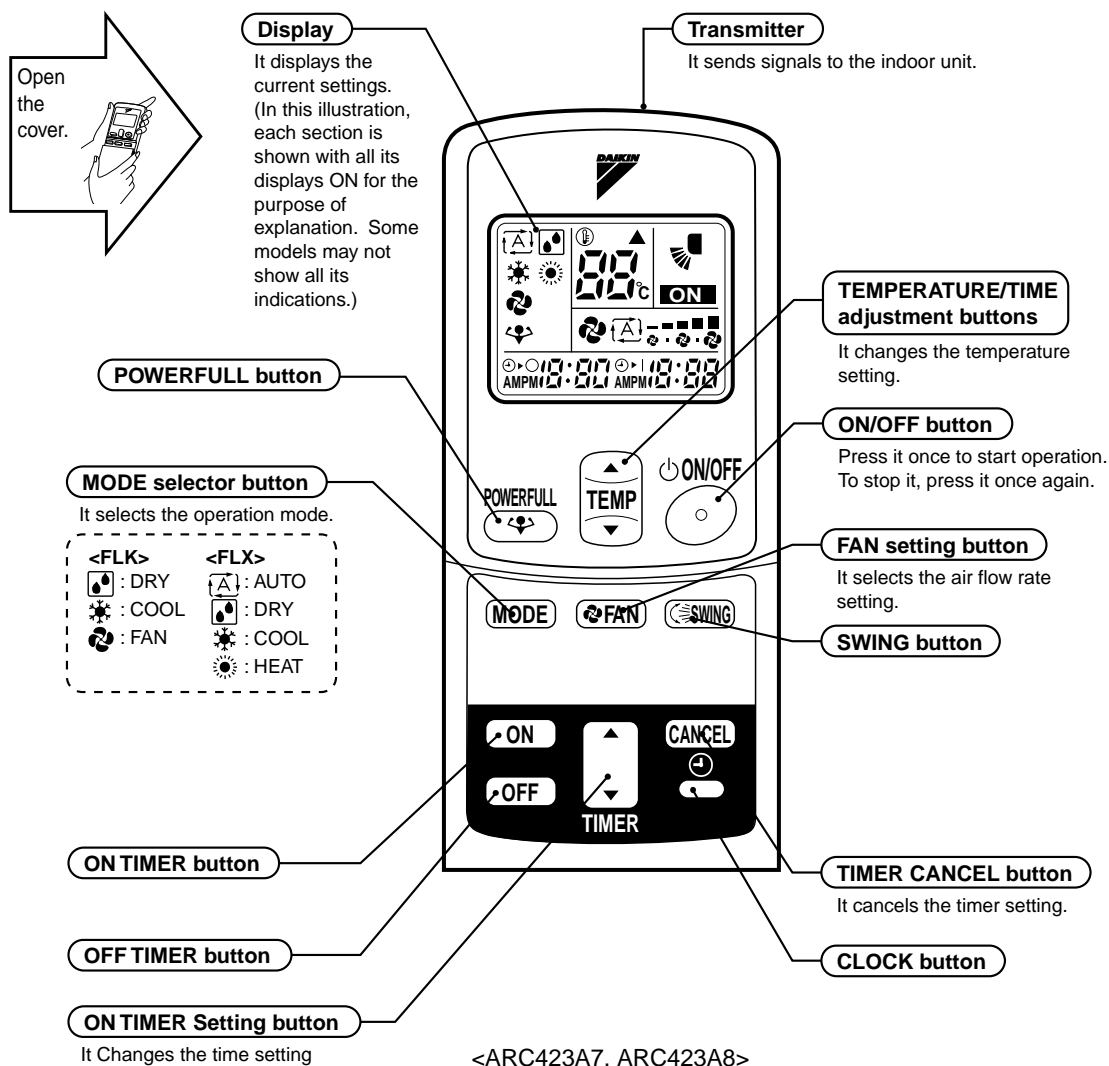 Open
the
cover.
Display
It displays the
current settings.
(In this illustration,
each section is
shown with all its
displays ON for the
purpose of
explanation. Some
models may not
show all its
indications.)
Transmitter
It sends signals to the indoor unit.
DAIKIN
A
88°C
ON
A
AMPM 18:80 AMPM 18:88
TEMPERATURE/TIME
adjustment buttons
It changes the temperature
setting.
POWERFULL button
ON/OFF button
Press it once to start operation.
To stop it, press it once again.
POWERFULL
TEMP
ON/OFF
MODE selector button
It selects the operation mode.
<FLK>
: DRY
: COOL
: FAN
<FLX>
A : AUTO
: DRY
: COOL
: HEAT
FAN setting button
It selects the air flow rate
setting.
MODE
FAN
SWING
SWING button
ON
CANCEL
OFF
TIMER
ON TIMER button
TIMER CANCEL button
It cancels the timer setting.
OFF TIMER button
CLOCK button
ON TIMER Setting button
It Changes the time setting
<ARC423A7, ARC423A8>